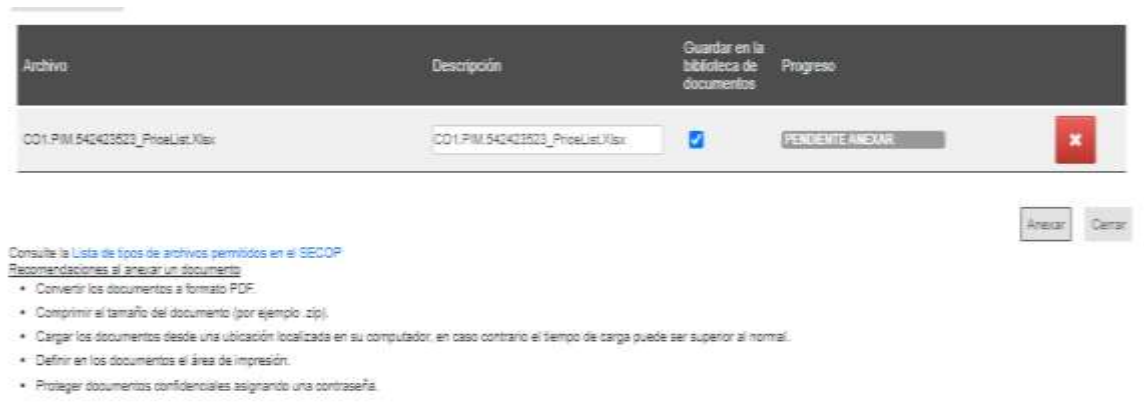 Archivo Descripción Guardar en la biblioteca de documentos Progreso
CO1.PIM.542423523_PriceList.Xlsx CO1.PIM.542423523_PriceList.Xlsx PENDIENTE ANEXAR
Anexar Cerrar
Consulte la Lista de tipos de archivos permitidos en el SECOP
Recomendaciones al anexar un documento
• Convertir los documentos a formato PDF.
• Comprimir el tamaño del documento (por ejemplo .zip).
• Cargar los documentos desde una ubicación localizada en su computador, en caso contrario el tiempo de carga puede ser superior al normal.
• Definir en los documentos el área de impresión.
• Proteger documentos confidenciales asignando una contraseña.